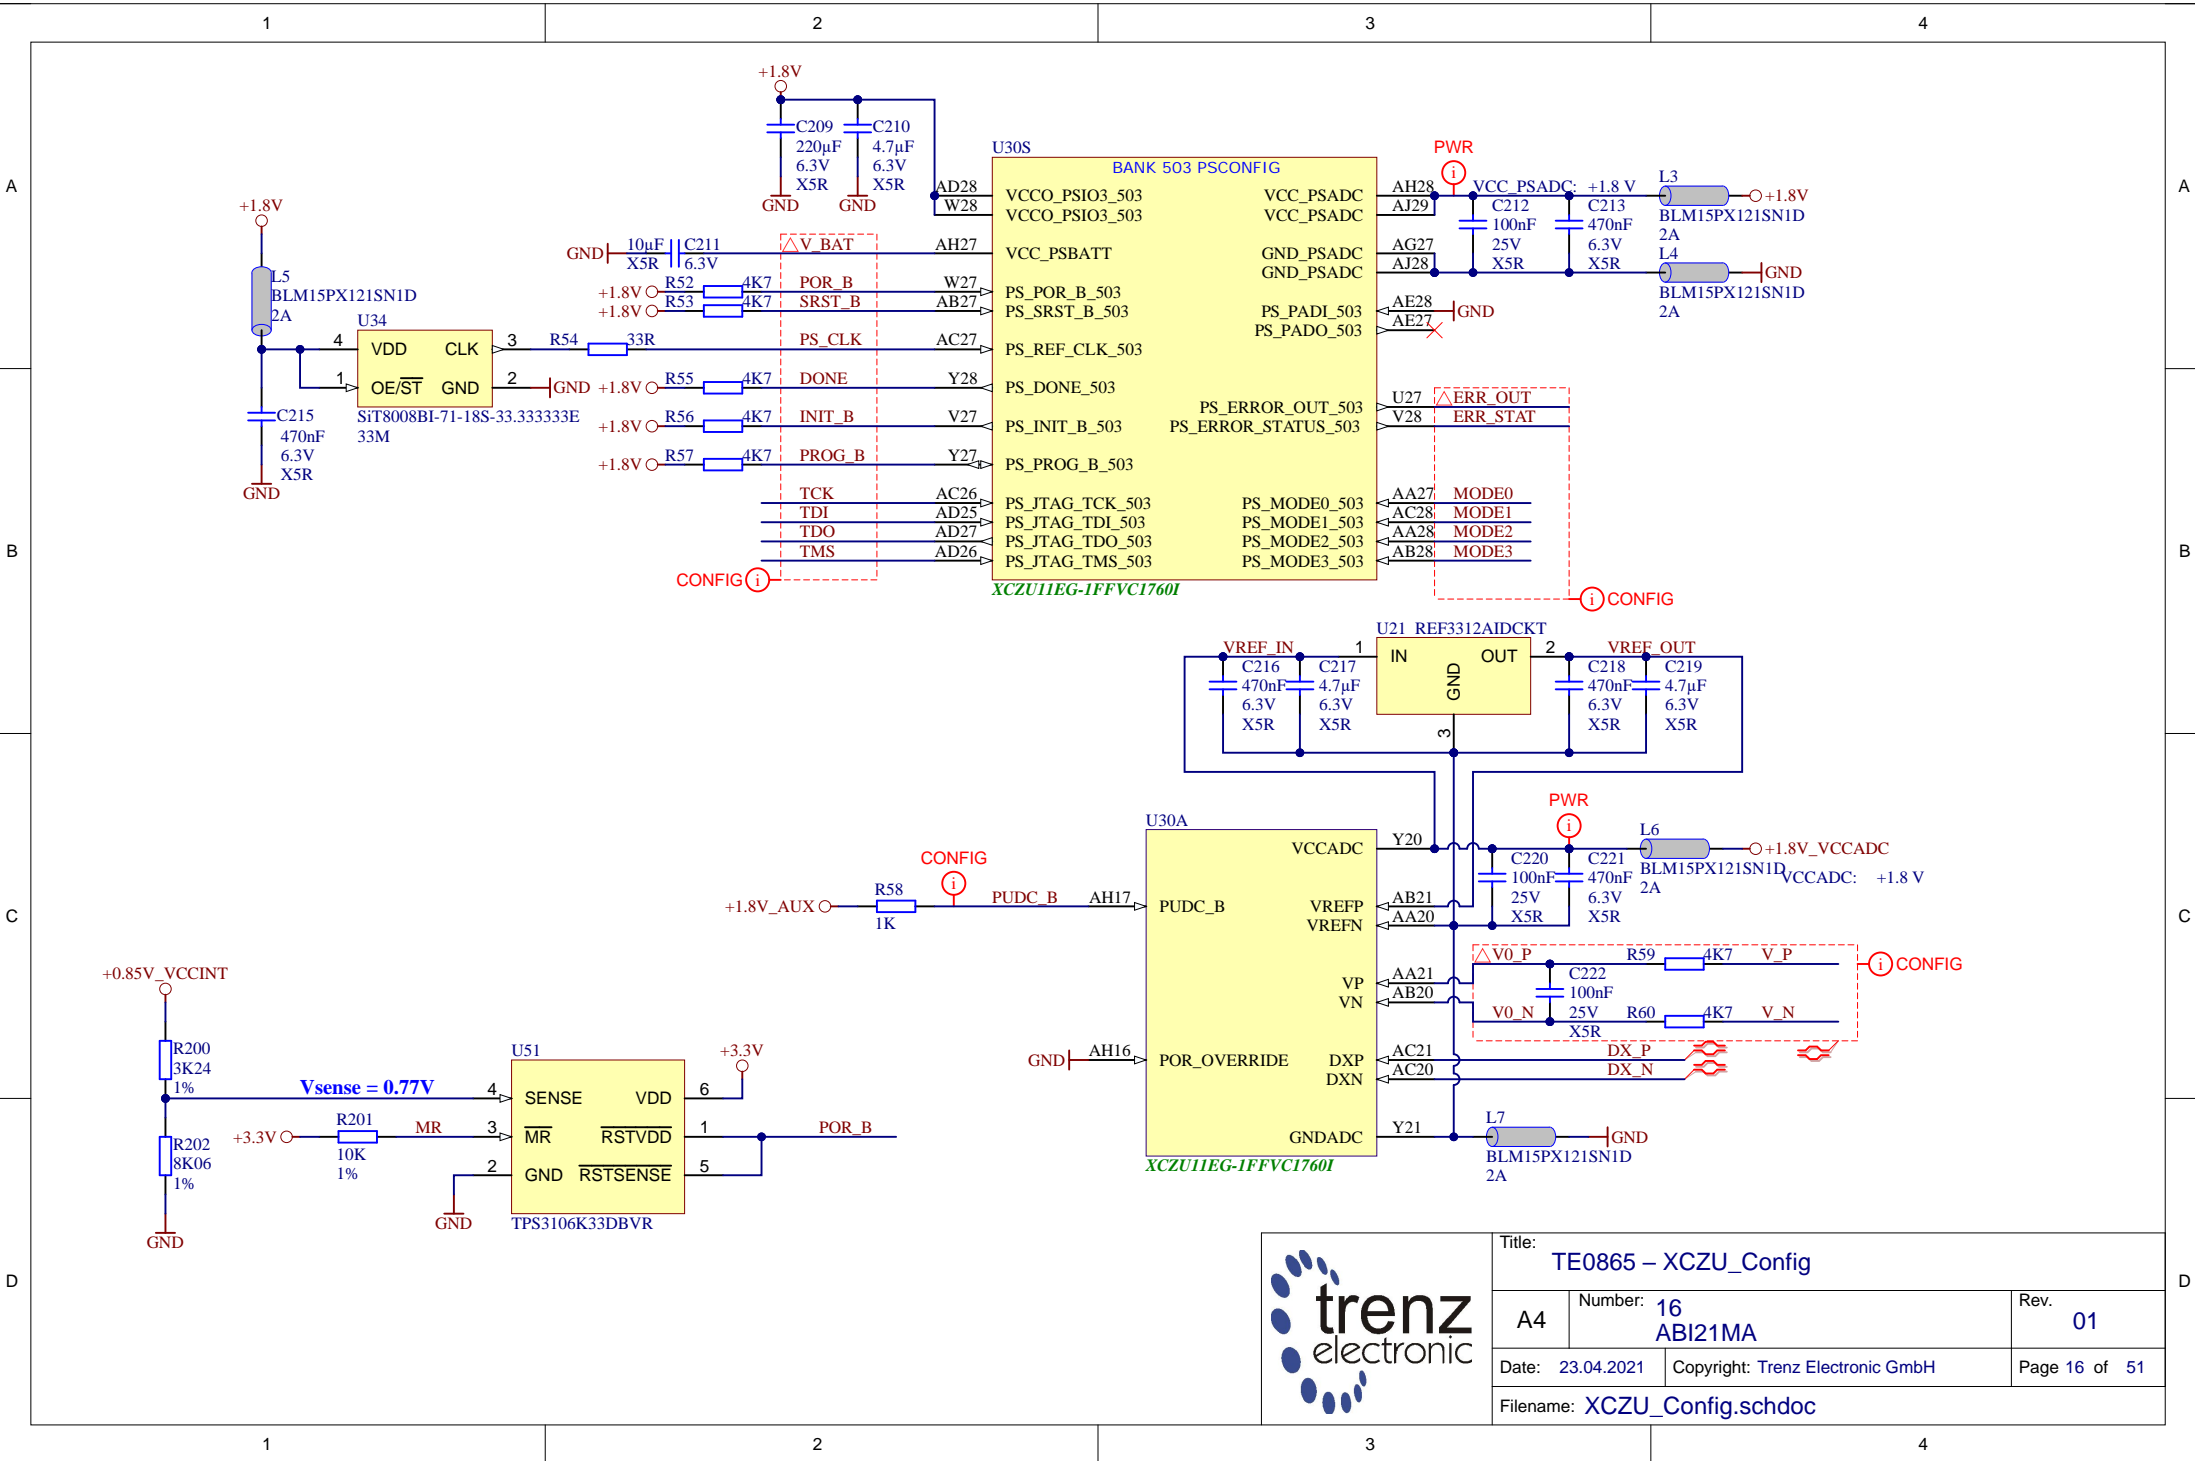 1 2 3 4
+1.8V
C209
220µF
6.3V
X5R
GND
C210
4.7µF
6.3V
X5R
GND
U30S
BANK 503 PSCONFIG
AD28 VCCO_PSIO3_503
W28 VCCO_PSIO3_503
AH27 VCC_PSBATT
W27 PS_POR_B_503
AB27 PS_SRST_B_503
AC27 PS_REF_CLK_503
Y28 PS_DONE_503
V27 PS_INIT_B_503
Y27 PS_PROG_B_503
AC26 PS_JTAG_TCK_503
AD25 PS_JTAG_TDI_503
AD27 PS_JTAG_TDO_503
AD26 PS_JTAG_TMS_503
VCC_PSADC AH28
VCC_PSADC AJ29
GND_PSADC AG27
GND_PSADC AJ28
PS_PADI_503 AE28 GND
PS_PADO_503 AE27
PS_ERROR_OUT_503 U27 ERR_OUT
PS_ERROR_STATUS_503 V28 ERR_STAT
PS_MODE0_503 AA27 MODE0
PS_MODE1_503 AC28 MODE1
PS_MODE2_503 AA28 MODE2
PS_MODE3_503 AB28 MODE3
XCZU11EG-1FFVC1760I
i CONFIG
PWR
i
VCC_PSADC: +1.8 V
C212
100nF
25V
X5R
C213
470nF
6.3V
X5R
L3
+1.8V
BLM15PX121SN1D
2A
L4
GND
BLM15PX121SN1D
2A
GND 10µF C211 V_BAT
X5R 6.3V
+1.8V R52 4K7 POR_B
+1.8V R53 4K7 SRST_B
R54 33R PS_CLK
+1.8V R55 4K7 DONE
+1.8V R56 4K7 INIT_B
+1.8V R57 4K7 PROG_B
TCK
TDI
TDO
TMS
CONFIG i
+1.8V
L5
BLM15PX121SN1D
2A
U34
4 VDD CLK 3
1 OE/ST GND 2 GND
SiT8008BI-71-18S-33.333333E
33M
C215
470nF
6.3V
X5R
GND
U21 REF3312AIDCKT
VREF_IN 1 IN OUT 2 VREF_OUT
GND
3
C216
470nF
6.3V
X5R
C217
4.7µF
6.3V
X5R
C218
470nF
6.3V
X5R
C219
4.7µF
6.3V
X5R
U30A
VCCADC Y20
PUDC_B
VREFP AB21
VREFN AA20
VP AA21
VN AB20
POR_OVERRIDE
DXP AC21 DX_P
DXN AC20 DX_N
GNDADC Y21
XCZU11EG-1FFVC1760I
CONFIG
i
+1.8V_AUX R58 PUDC_B AH17
1K
GND AH16
PWR
i
C220
100nF
25V
X5R
C221
470nF
6.3V
X5R
L6
+1.8V_VCCADC
BLM15PX121SN1D
2A
VCCADC: +1.8 V
V0_P R59 4K7 V_P
C222
100nF
25V
X5R
V0_N R60 4K7 V_N
i CONFIG
L7
GND
BLM15PX121SN1D
2A
+0.85V_VCCINT
R200
3K24
1%
Vsense = 0.77V
R202
8K06
1%
GND
+3.3V R201 MR
10K
1%
U51
4 SENSE VDD 6 +3.3V
3 MR RSTVDD 1 POR_B
2 GND RSTSENSE 5
GND
TPS3106K33DBVR
trenz
electronic
Title:
TE0865 – XCZU_Config
A4
Number: 16
ABI21MA
Rev.
01
Date: 23.04.2021
Copyright: Trenz Electronic GmbH
Page 16 of 51
Filename: XCZU_Config.schdoc
A A
B B
C C
D D
1 2 3 4